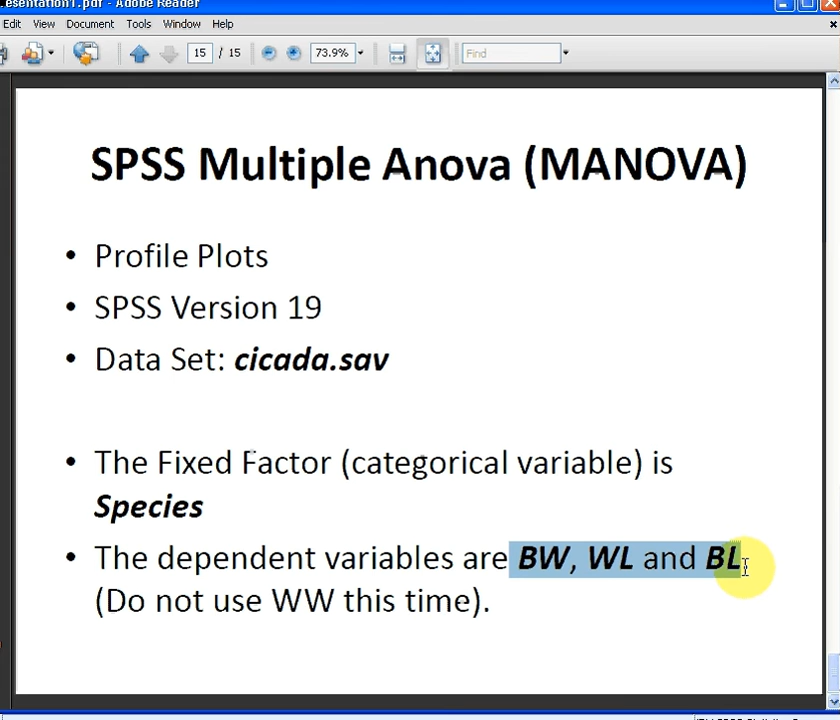 esentation1.pdf - Adobe Reader
Edit View Document Tools Window Help
15 / 15 73.9% Find
SPSS Multiple Anova (MANOVA)
• Profile Plots
• SPSS Version 19
• Data Set: cicada.sav
• The Fixed Factor (categorical variable) is
Species
• The dependent variables are BW, WL and BL
(Do not use WW this time).